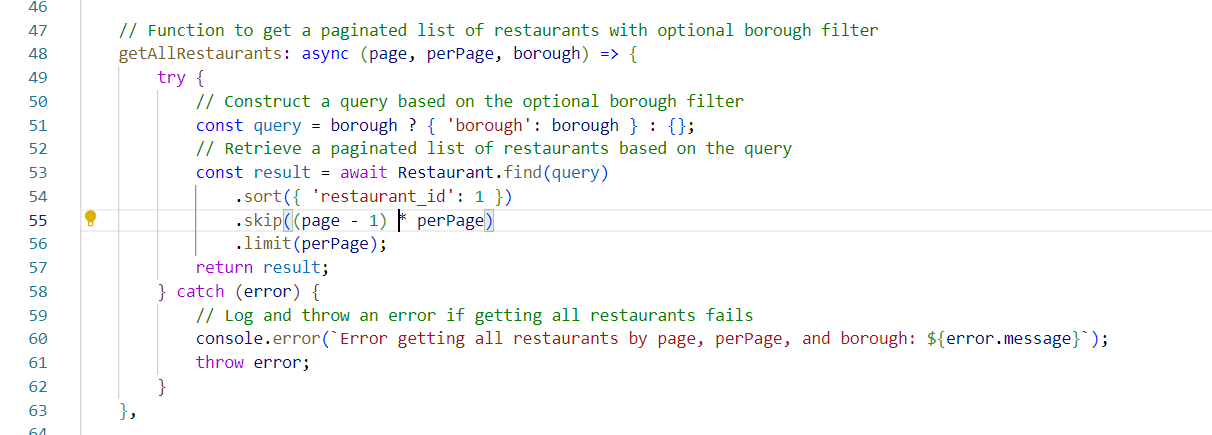 46
47 // Function to get a paginated list of restaurants with optional borough filter
48 getAllRestaurants: async (page, perPage, borough) => {
49 try {
50 // Construct a query based on the optional borough filter
51 const query = borough ? { 'borough': borough } : {};
52 // Retrieve a paginated list of restaurants based on the query
53 const result = await Restaurant.find(query)
54 .sort({ 'restaurant_id': 1 })
55 .skip((page - 1) * perPage)
56 .limit(perPage);
57 return result;
58 } catch (error) {
59 // Log and throw an error if getting all restaurants fails
60 console.error(`Error getting all restaurants by page, perPage, and borough: ${error.message}`);
61 throw error;
62 }
63 },
64